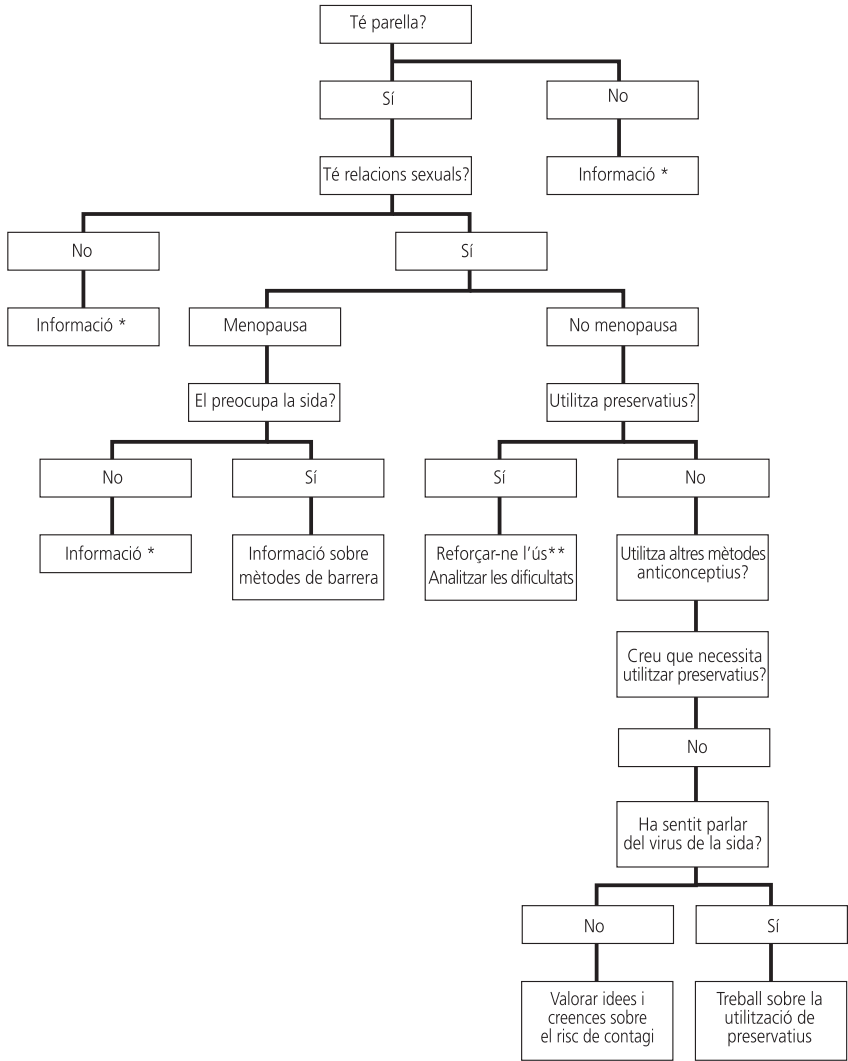 Té parella?
Sí
No
Té relacions sexuals?
Informació *
No
Sí
Informació *
Menopausa
No menopausa
El preocupa la sida?
Utilitza preservatius?
No
Sí
Sí
No
Informació *
Informació sobre
mètodes de barrera
Reforçar-ne l'ús**
Analitzar les dificultats
Utilitza altres mètodes
anticonceptius?
Creu que necessita
utilitzar preservatius?
No
Ha sentit parlar
del virus de la sida?
No
Sí
Valorar idees i
creences sobre
el risc de contagi
Treball sobre la
utilització de
preservatius